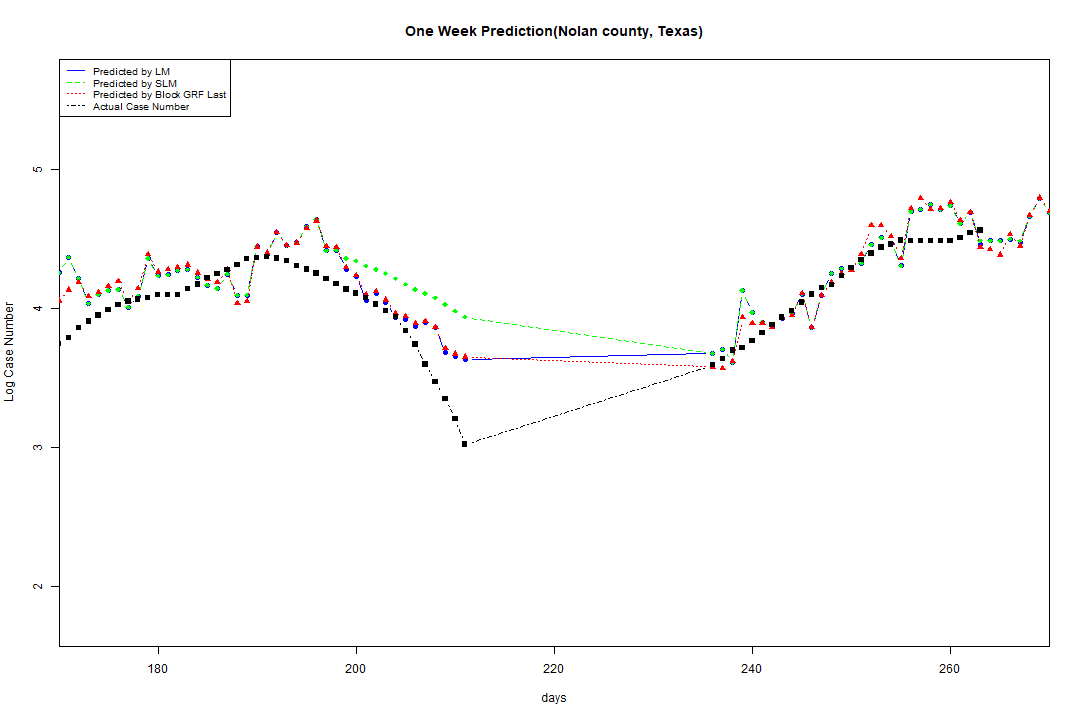 One Week Prediction(Nolan county, Texas)
Predicted by LM
Predicted by SLM
Predicted by Block GRF Last
Actual Case Number
5
4
3
2
Log Case Number
180 200 220 240 260
days